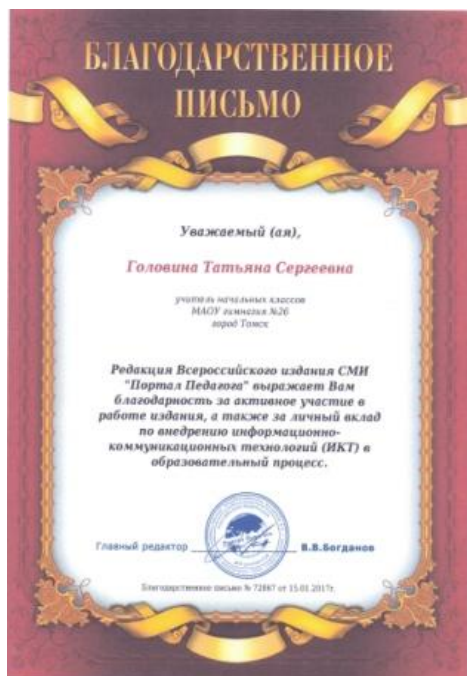 БЛАГОДАРСТВЕННОЕ
ПИСЬМО
Уважаемый (ая),
Головина Татьяна Сергеевна
учитель начальных классов
МАОУ гимназия №26
город Томск
Редакция Всероссийского издания СМИ
"Портал Педагога" выражает Вам
благодарность за активное участие в
работе издания, а также за личный вклад
по внедрению информационно-
коммуникационных технологий (ИКТ) в
образовательный процесс.
Главный редактор В.В.Богданов
Благодарственное письмо № 72867 от 15.01.2017г.